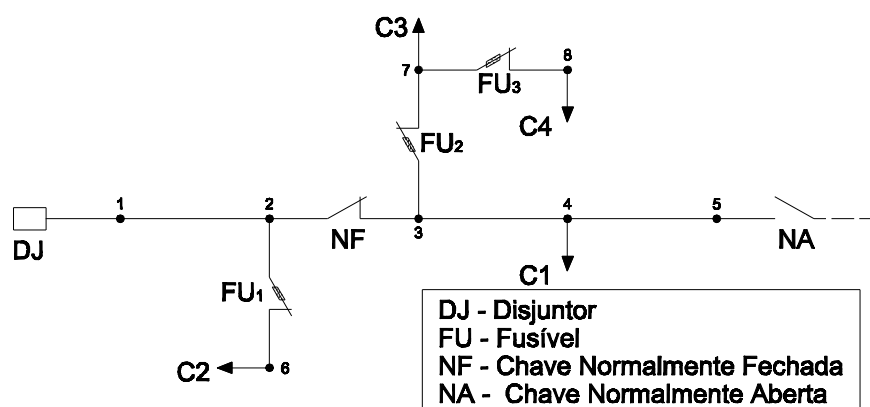 C3
8
7
FU3
C4
FU2
1
2
4
5
3
DJ
NF
NA
C1
FU1
C2
6
DJ - Disjuntor
FU - Fusível
NF - Chave Normalmente Fechada
NA - Chave Normalmente Aberta